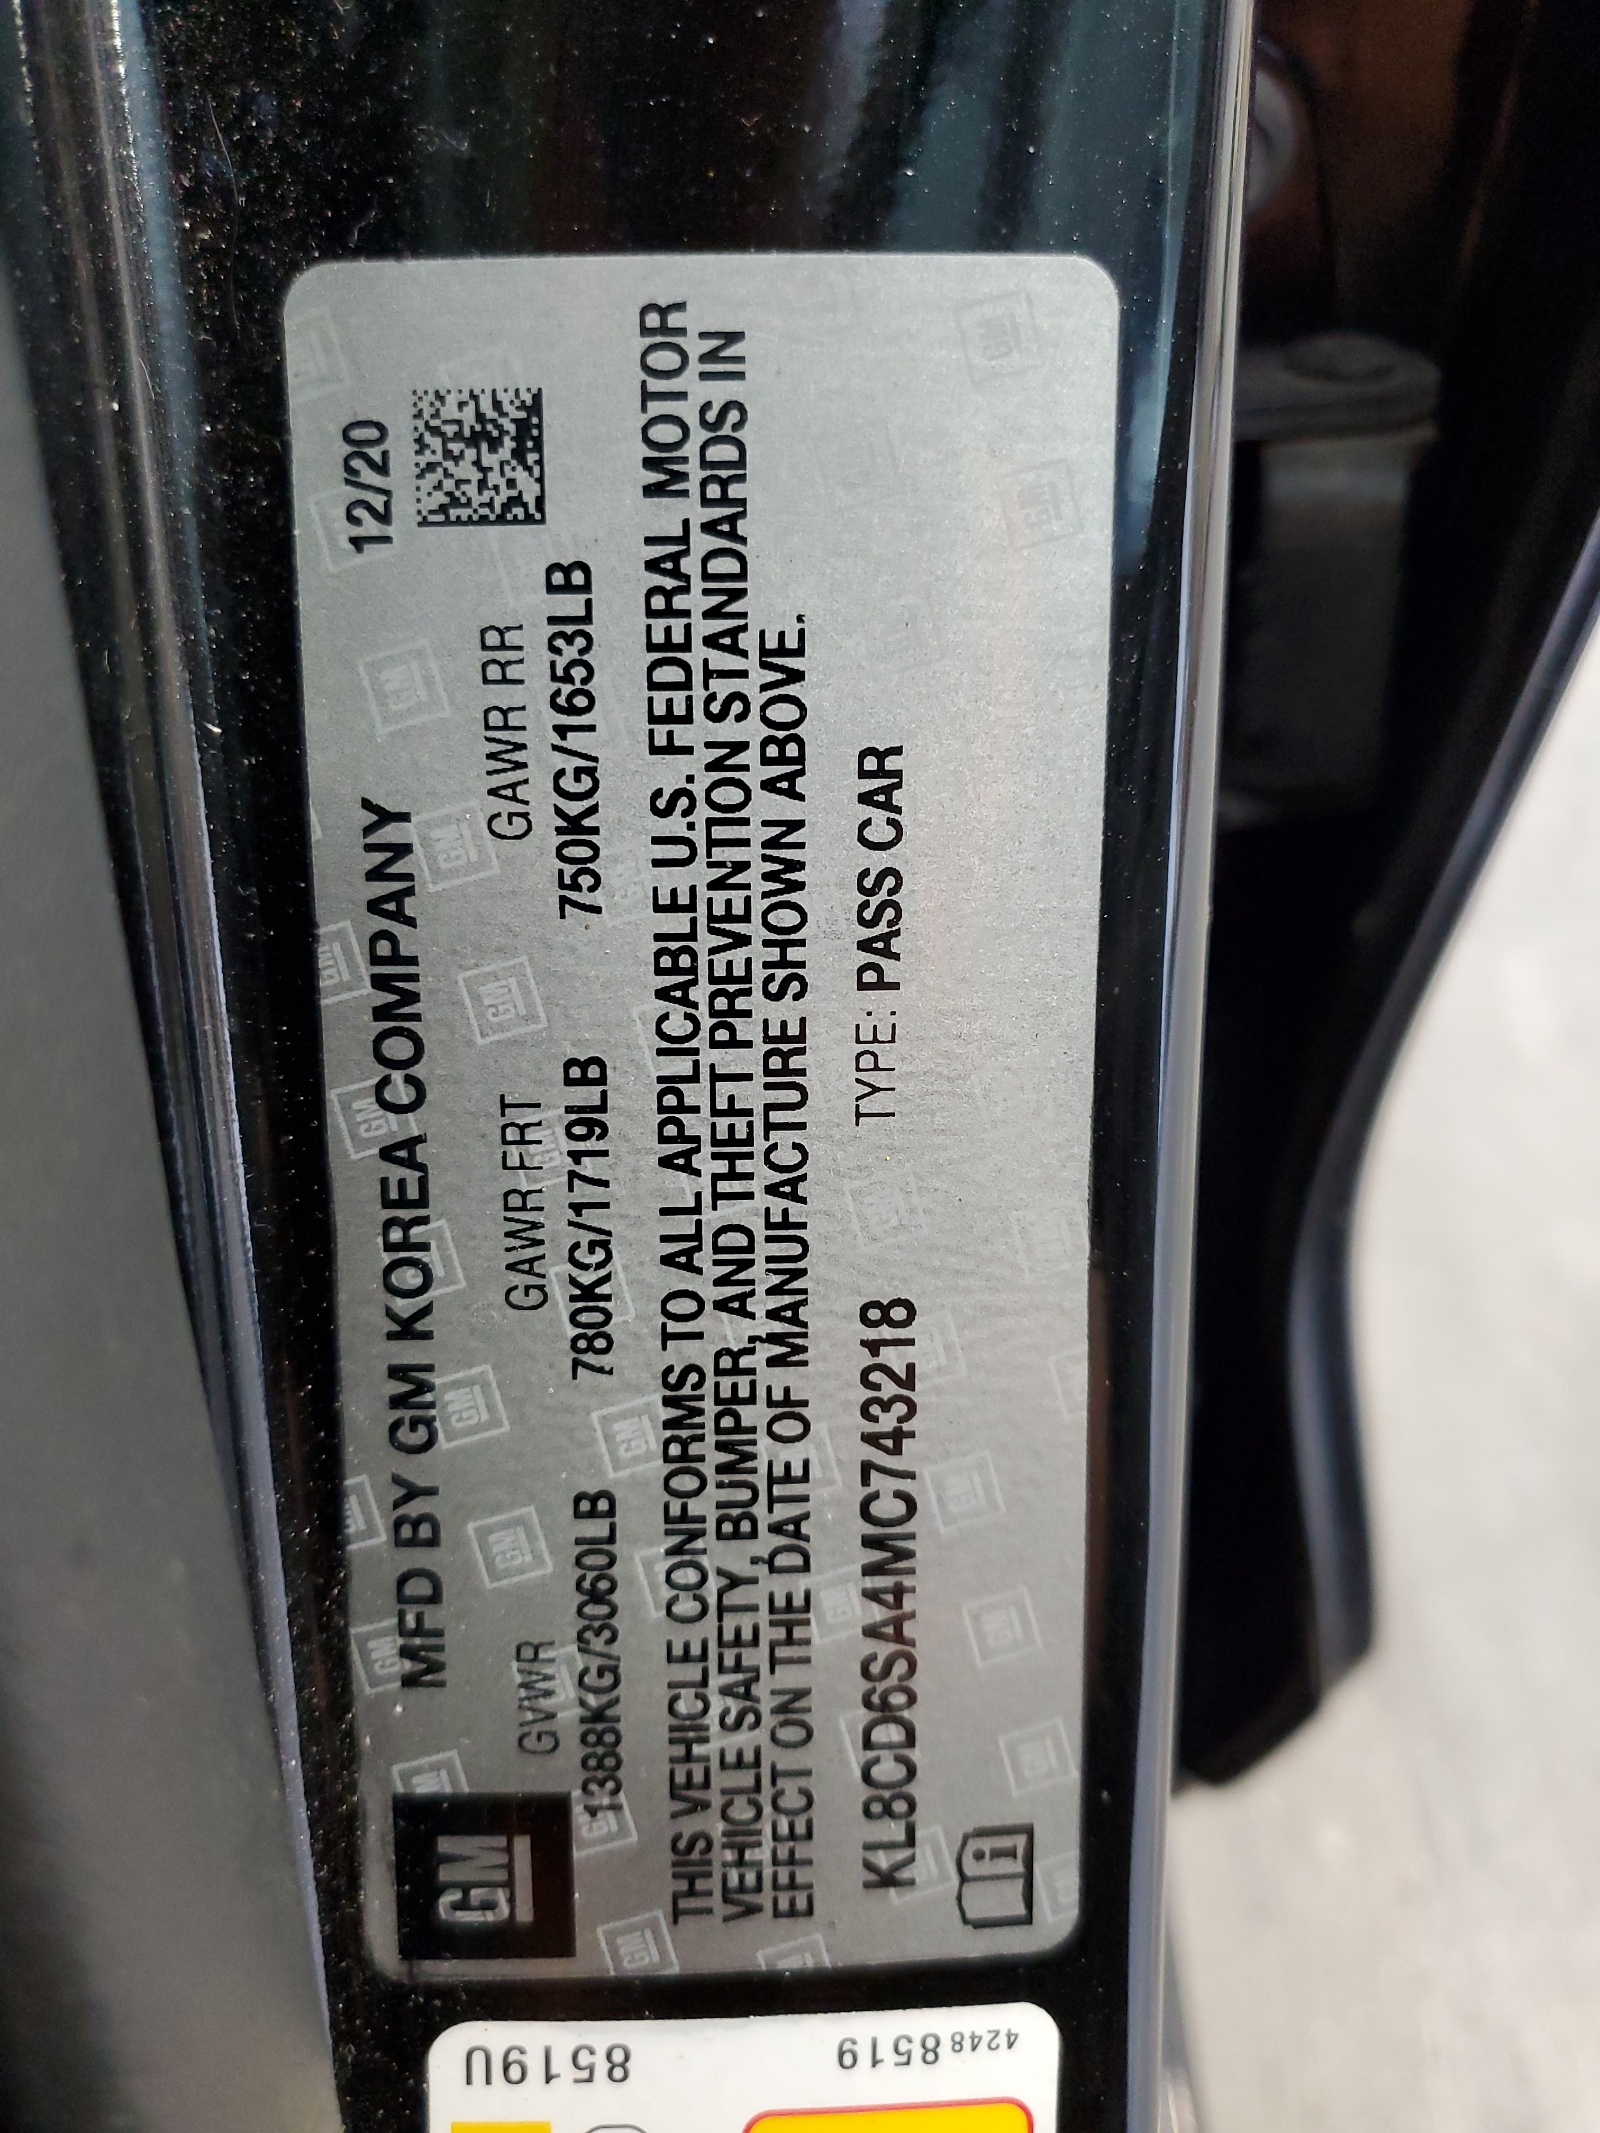 GM
MFD BY GM KOREA COMPANY
12/20
GVWR GAWR FRT GAWR RR
1388KG/3060LB 780KG/1719LB 750KG/1653LB
THIS VEHICLE CONFORMS TO ALL APPLICABLE U.S. FEDERAL MOTOR
VEHICLE SAFETY, BUMPER, AND THEFT PREVENTION STANDARDS IN
EFFECT ON THE DATE OF MANUFACTURE SHOWN ABOVE.
KL8CD6SA4MC743218 TYPE: PASS CAR
i
8519U
42488519